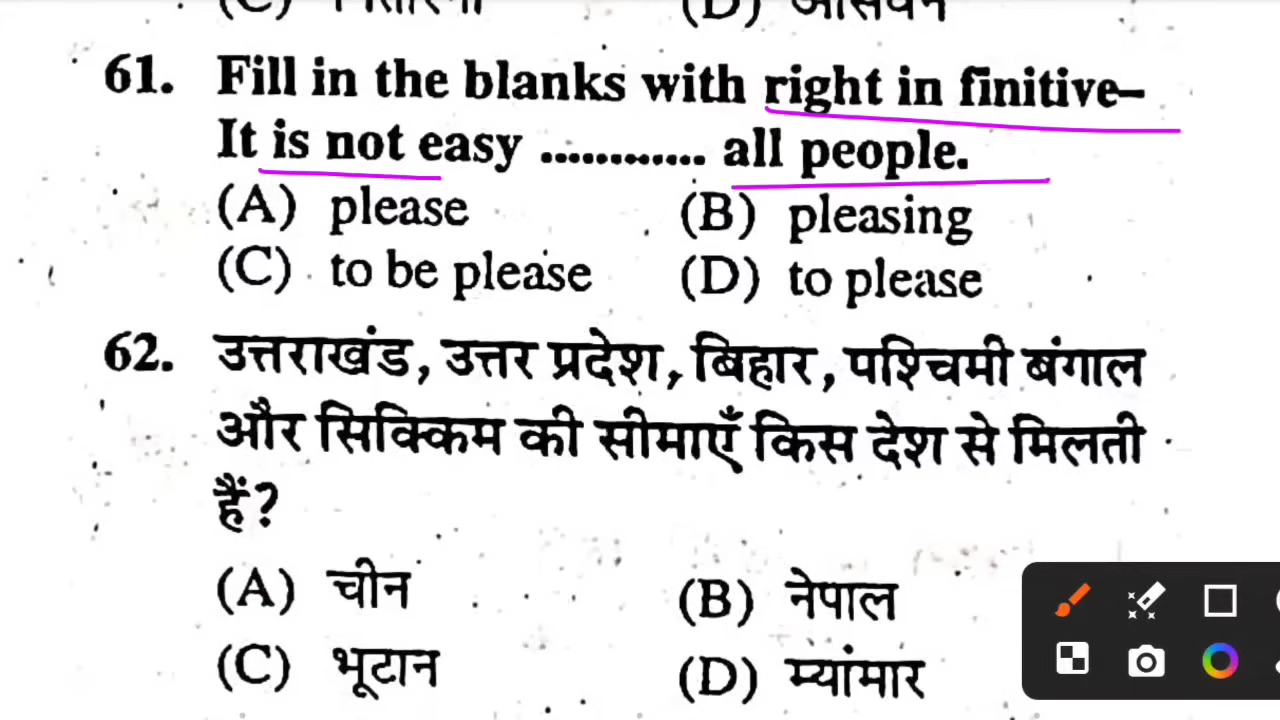 61. Fill in the blanks with right in finitive–
It is not easy ............ all people.
(A) please (B) pleasing
(C) to be please (D) to please
62. उत्तराखंड, उत्तर प्रदेश, बिहार, पश्चिमी बंगाल
और सिक्किम की सीमाएँ किस देश से मिलती
हैं?
(A) चीन (B) नेपाल
(C) भूटान (D) म्यांमार